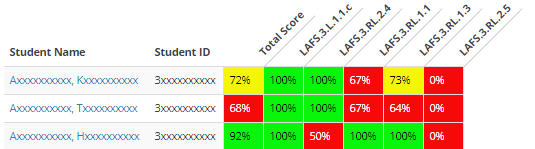 Student Name Student ID Total Score LAFS.3.L.1.1.c LAFS.3.RL.2.4 LAFS.3.RL.1.1 LAFS.3.RL.1.3 LAFS.3.RL.2.5
Axxxxxxxxxx, Kxxxxxxxxxx 3xxxxxxxxxx 72% 100% 100% 67% 73% 0%
Axxxxxxxxxx, Txxxxxxxxxx 3xxxxxxxxxx 68% 100% 100% 67% 64% 0%
Axxxxxxxxxx, Hxxxxxxxxxx 3xxxxxxxxxx 92% 100% 50% 100% 100% 0%